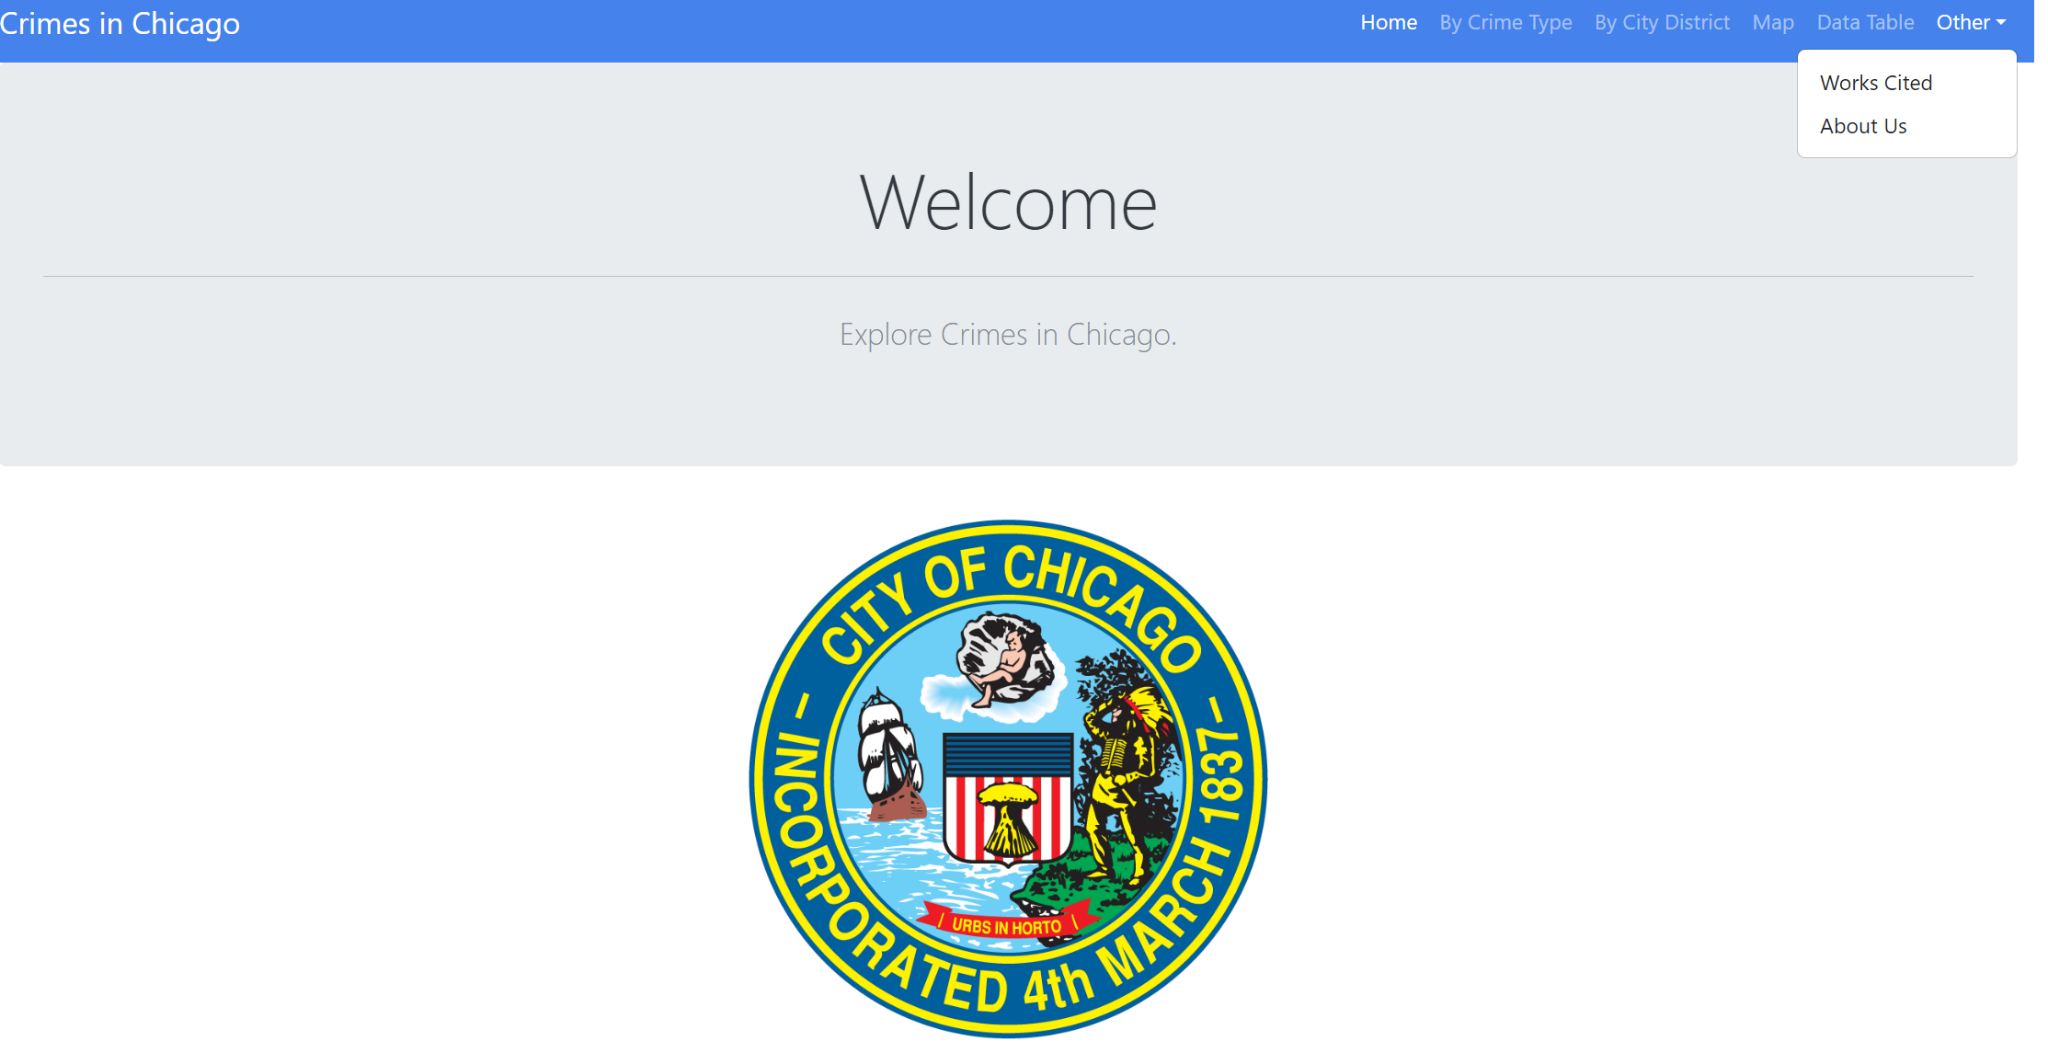 Crimes in Chicago
Home By Crime Type By City District Map Data Table Other
Works Cited
About Us
Welcome
Explore Crimes in Chicago.
CITY OF CHICAGO
INCORPORATED 4th MARCH 1837
URBS IN HORTO